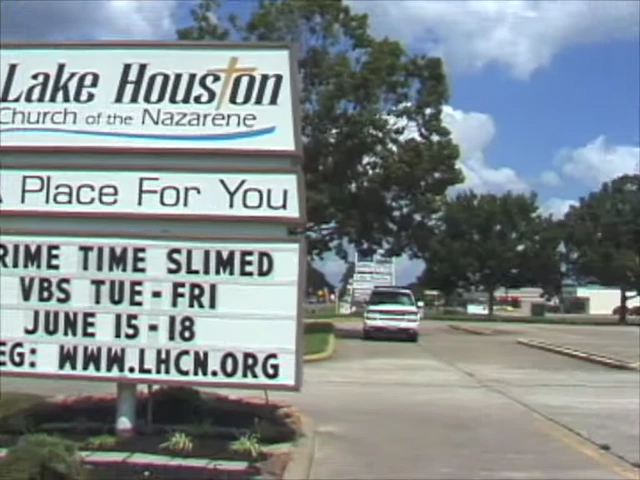 Lake Houston
Church of the Nazarene
Place For You
RIME TIME SLIMED
VBS TUE-FRI
JUNE 15-18
EG: WWW.LHCN.ORG